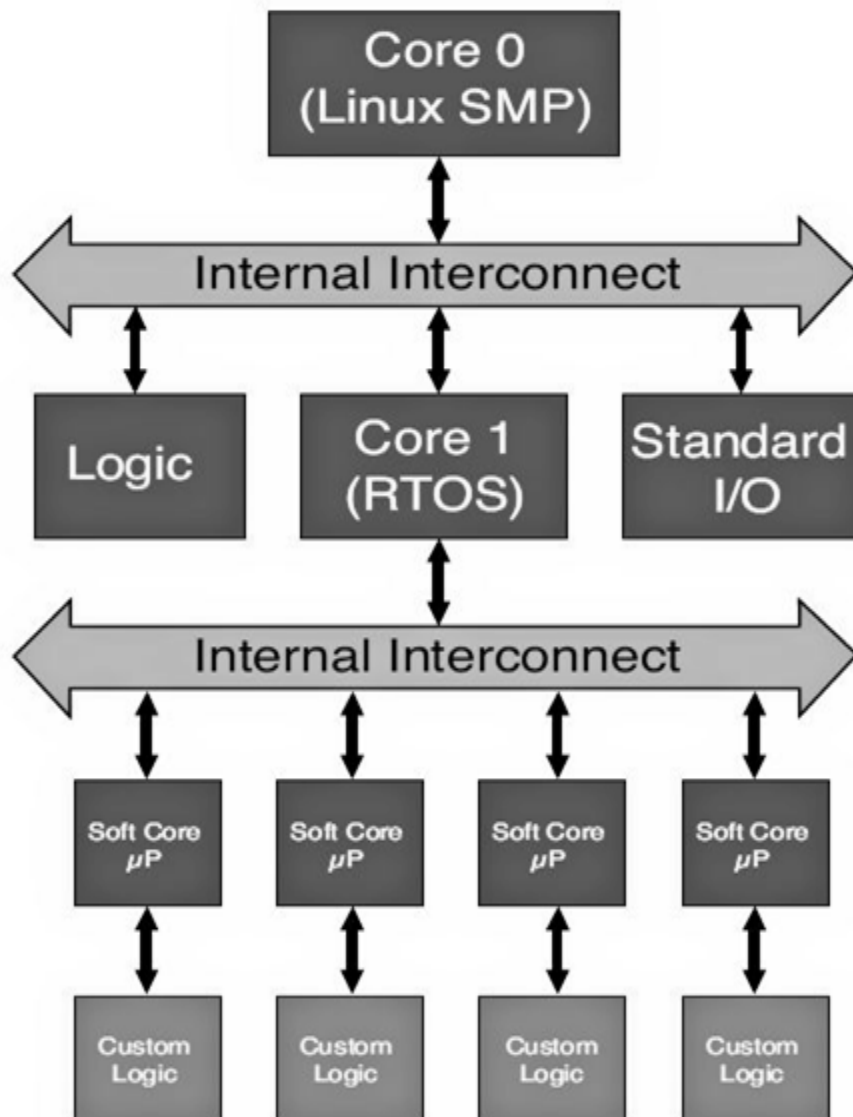 Core 0
(Linux SMP)
Internal Interconnect
Logic
Core 1
(RTOS)
Standard
I/O
Internal Interconnect
Soft Core
µP
Soft Core
µP
Soft Core
µP
Soft Core
µP
Custom
Logic
Custom
Logic
Custom
Logic
Custom
Logic